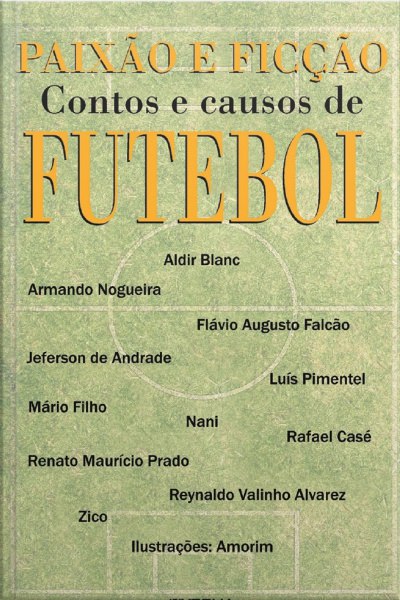 PAIXÃO E FICÇÃO
Contos e causos de
FUTEBOL
Aldir Blanc
Armando Nogueira
Flávio Augusto Falcão
Jeferson de Andrade
Luís Pimentel
Mário Filho
Nani
Rafael Casé
Renato Maurício Prado
Reynaldo Valinho Alvarez
Zico
Ilustrações: Amorim